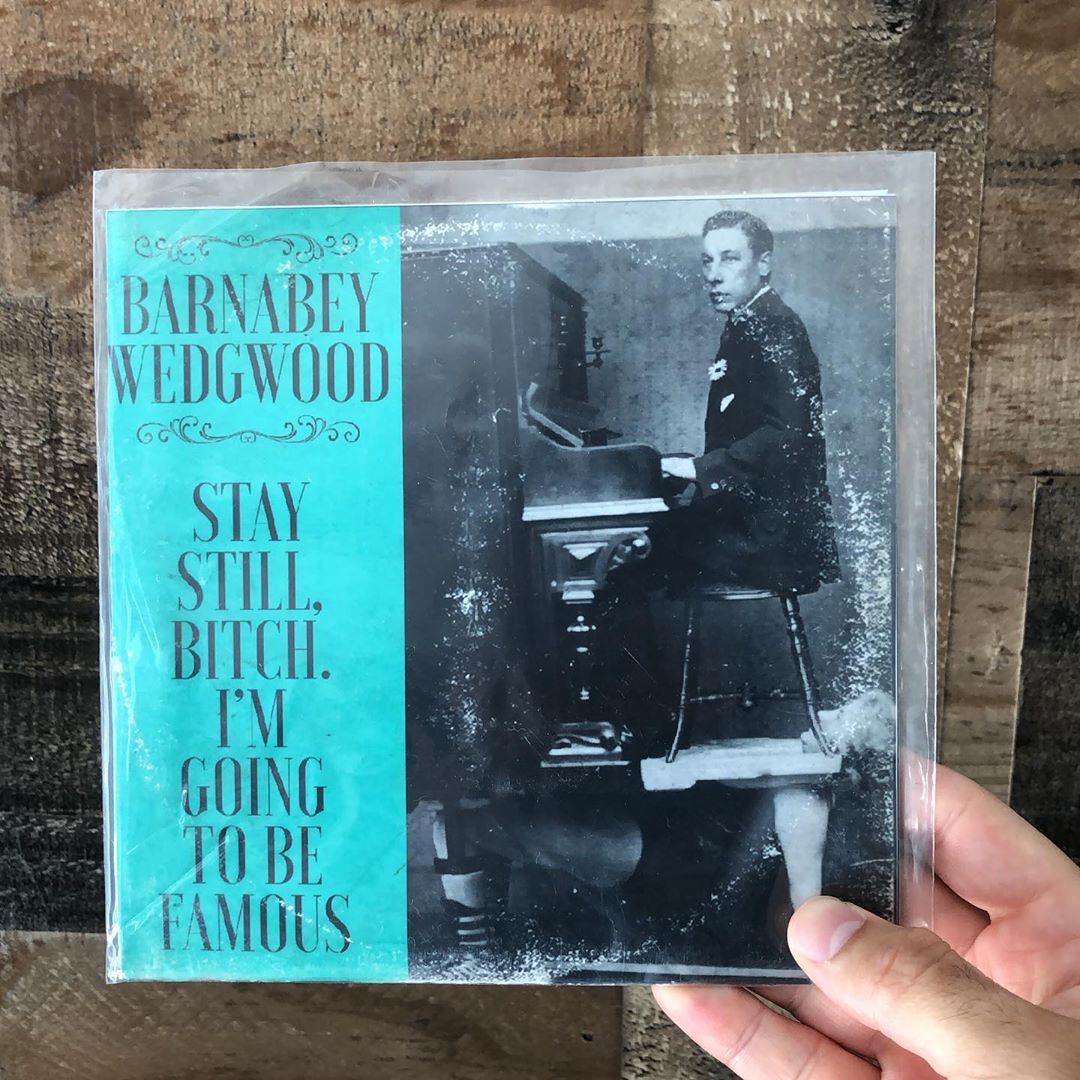 BARNABEY
WEDGWOOD
STAY
STILL,
BITCH.
I'M
GOING
TO BE
FAMOUS